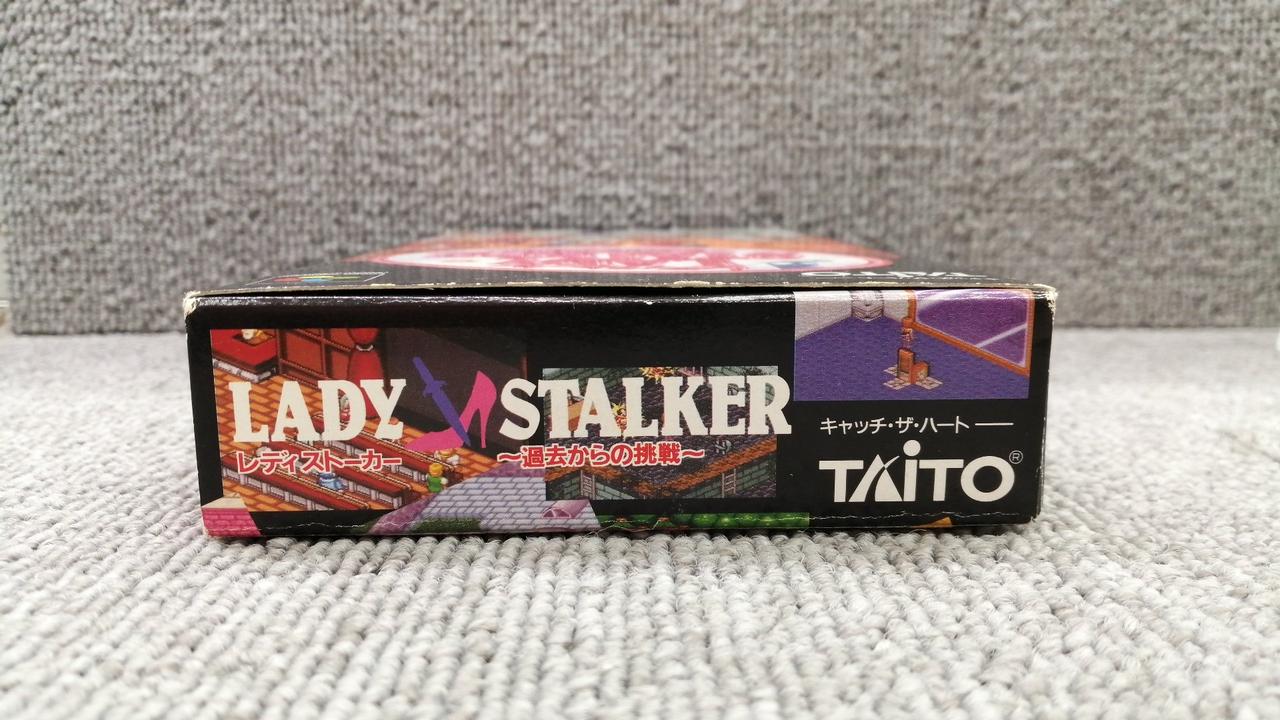 LADY STALKER
レディストーカー
〜過去からの挑戦〜
キャッチ・ザ・ハート —
TAITO®